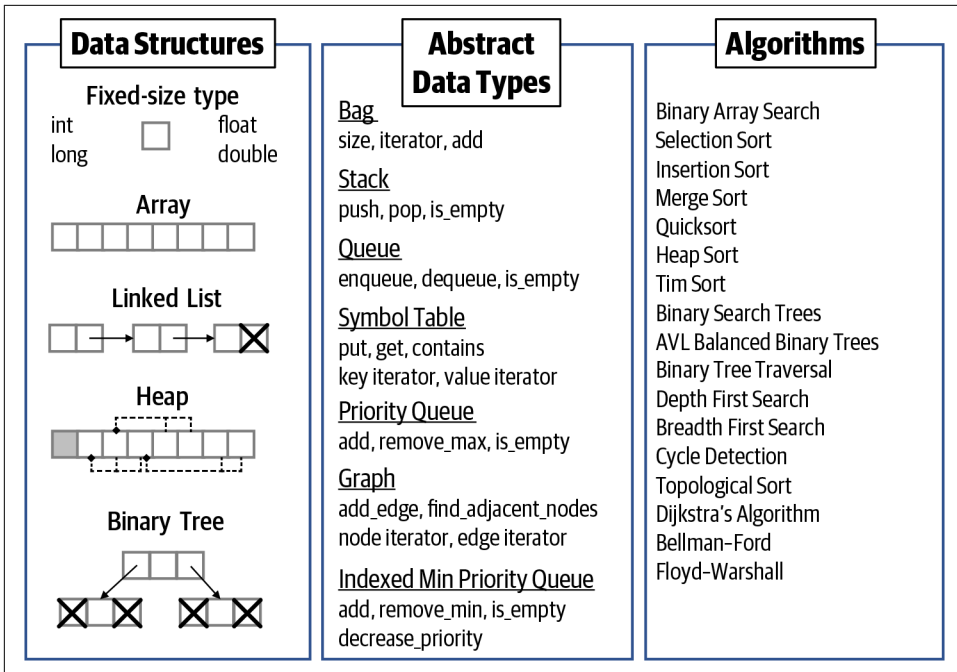 Data Structures
Fixed-size type
int
float
long
double
Array
Linked List
Heap
Binary Tree
Abstract
Data Types
Bag
size, iterator, add
Stack
push, pop, is_empty
Queue
enqueue, dequeue, is_empty
Symbol Table
put, get, contains
key iterator, value iterator
Priority Queue
add, remove_max, is_empty
Graph
add_edge, find_adjacent_nodes
node iterator, edge iterator
Indexed Min Priority Queue
add, remove_min, is_empty
decrease_priority
Algorithms
Binary Array Search
Selection Sort
Insertion Sort
Merge Sort
Quicksort
Heap Sort
Tim Sort
Binary Search Trees
AVL Balanced Binary Trees
Binary Tree Traversal
Depth First Search
Breadth First Search
Cycle Detection
Topological Sort
Dijkstra's Algorithm
Bellman–Ford
Floyd–Warshall